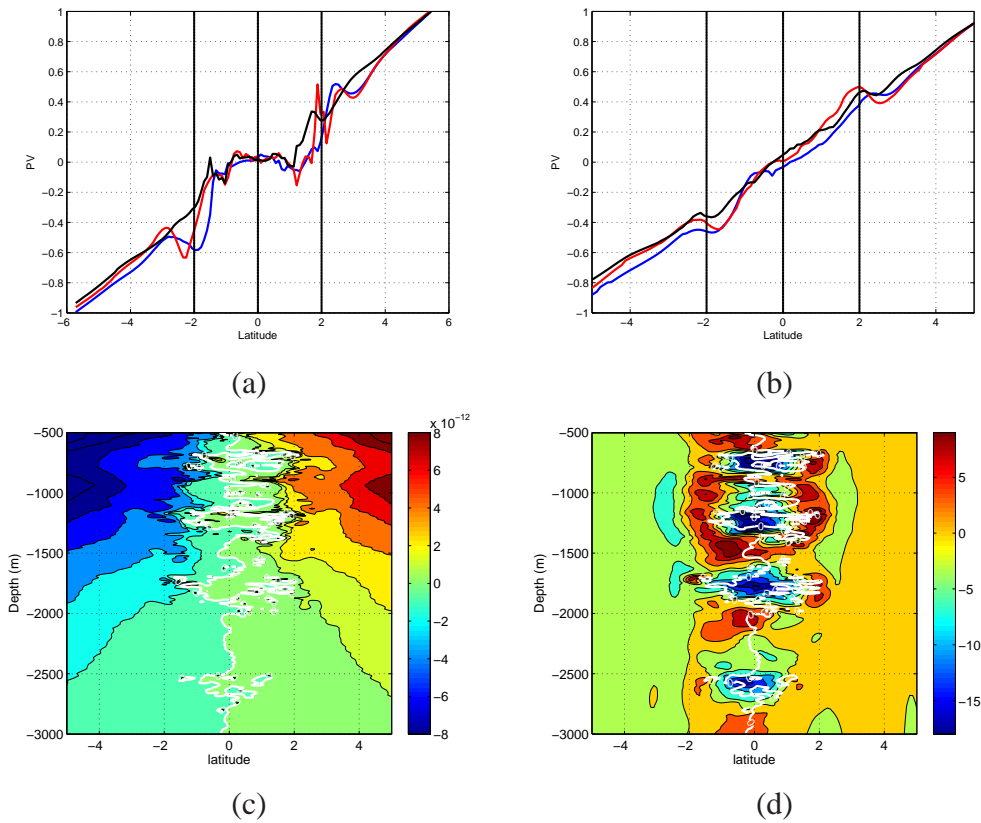 1
0.8
0.6
0.4
0.2
0
−0.2
−0.4
−0.6
−0.8
−1
PV
−6 −4 −2 0 2 4 6
Latitude
(a)
1
0.8
0.6
0.4
0.2
0
−0.2
−0.4
−0.6
−0.8
−1
PV
−4 −2 0 2 4
Latitude
(b)
−500
−1000
−1500
−2000
−2500
−3000
Depth (m)
−4 −2 0 2 4
latitude
x 10⁻¹²
8
6
4
2
0
−2
−4
−6
−8
(c)
−500
−1000
−1500
−2000
−2500
−3000
Depth (m)
−4 −2 0 2 4
latitude
5
0
−5
−10
−15
(d)